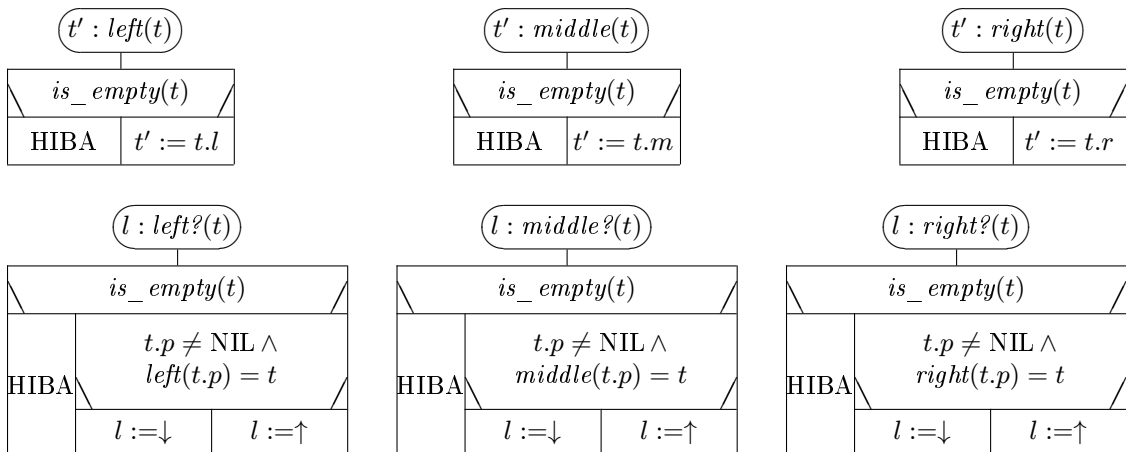 t′ : left(t) t′ : middle(t) t′ : right(t)
is_empty(t) is_empty(t) is_empty(t)
HIBA t′ := t.l HIBA t′ := t.m HIBA t′ := t.r
l : left?(t) l : middle?(t) l : right?(t)
is_empty(t) is_empty(t) is_empty(t)
t.p ≠ NIL ∧ t.p ≠ NIL ∧ t.p ≠ NIL ∧
HIBA left(t.p) = t HIBA middle(t.p) = t HIBA right(t.p) = t
l :=↓ l :=↑ l :=↓ l :=↑ l :=↓ l :=↑